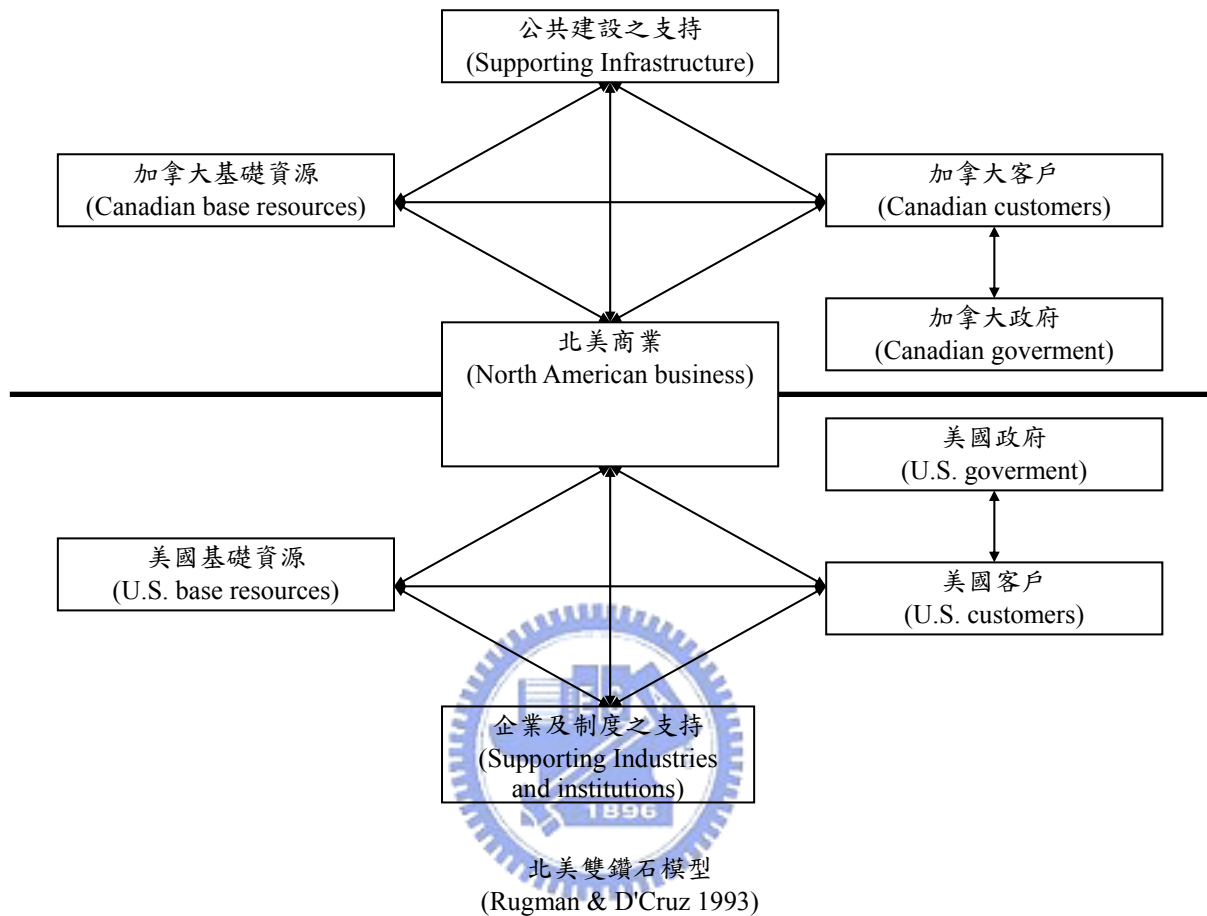 公共建設之支持
(Supporting Infrastructure)
加拿大基礎資源
(Canadian base resources)
加拿大客戶
(Canadian customers)
加拿大政府
(Canadian goverment)
北美商業
(North American business)
美國政府
(U.S. goverment)
美國基礎資源
(U.S. base resources)
美國客戶
(U.S. customers)
企業及制度之支持
(Supporting Industries
and institutions)
1896
北美雙鑽石模型
(Rugman & D'Cruz 1993)